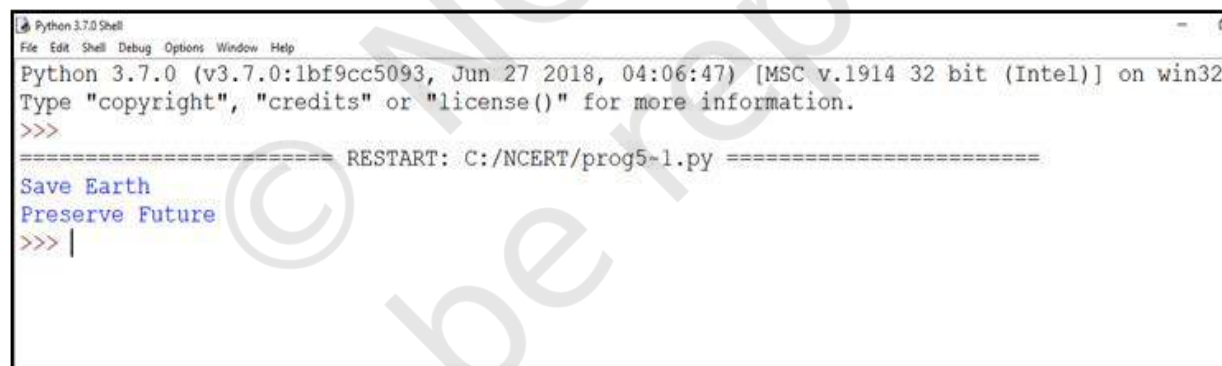 Python 3.7.0 Shell
File Edit Shell Debug Options Window Help
Python 3.7.0 (v3.7.0:1bf9cc5093, Jun 27 2018, 04:06:47) [MSC v.1914 32 bit (Intel)] on win32
Type "copyright", "credits" or "license()" for more information.
>>>
======================== RESTART: C:/NCERT/prog5-1.py ========================
Save Earth
Preserve Future
>>>
© N
be rep